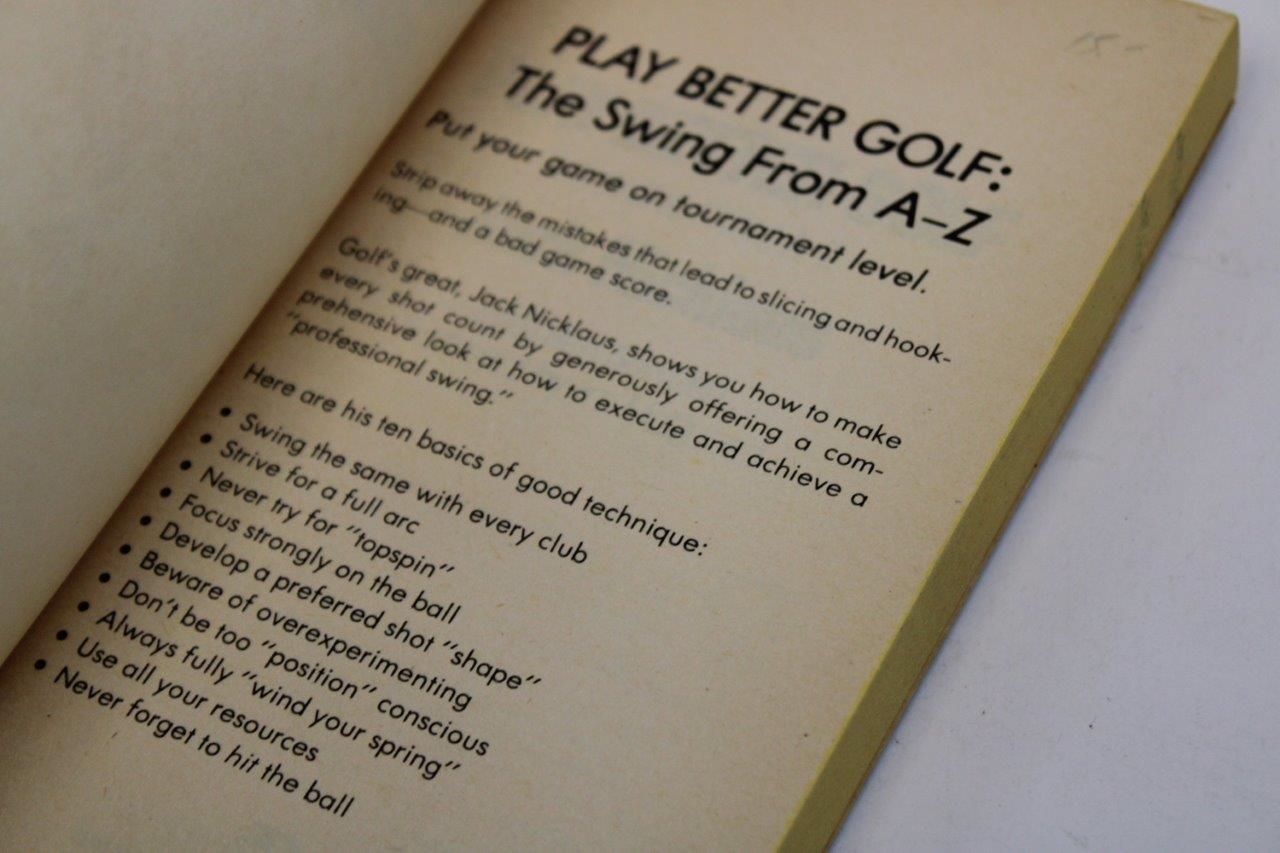 15-
PLAY BETTER GOLF:
The Swing From A–Z
Put your game on tournament level.
Strip away the mistakes that lead to slicing and hook-
ing—and a bad game score.
Golf's great, Jack Nicklaus, shows you how to make
every shot count by generously offering a com-
prehensive look at how to execute and achieve a
"professional swing."
Here are his ten basics of good technique:
• Swing the same with every club
• Strive for a full arc
• Never try for "topspin"
• Focus strongly on the ball
• Develop a preferred shot "shape"
• Beware of overexperimenting
• Don't be too "position" conscious
• Always fully "wind your spring"
• Use all your resources
• Never forget to hit the ball